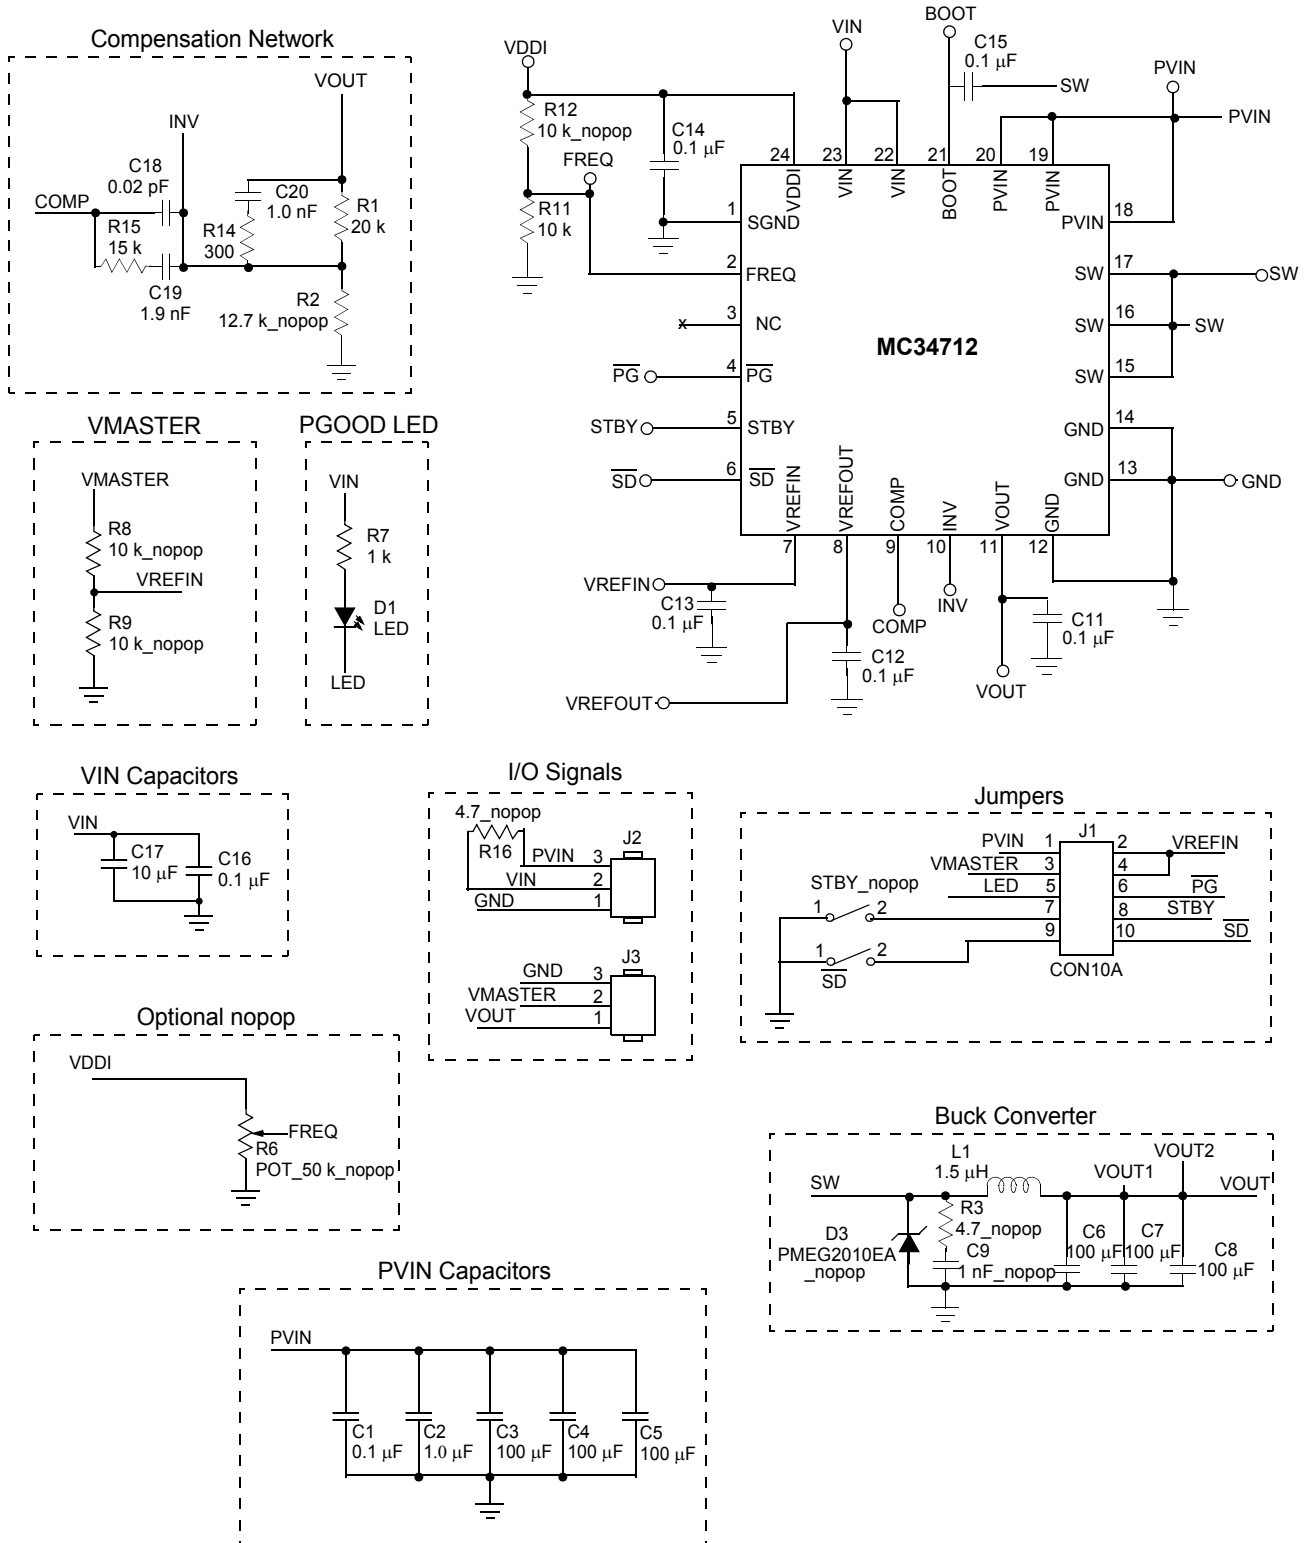 Compensation Network
VOUT
INV
C18
0.02 pF
COMP
C20
1.0 nF
R1
20 k
R15
15 k
R14
300
C19
1.9 nF
R2
12.7 k_nopop
VDDI
VIN
BOOT
C15
0.1 µF
SW
PVIN
PVIN
R12
10 k_nopop
FREQ
C14
0.1 µF
R11
10 k
24 23 22 21 20 19
VDDI VIN VIN BOOT PVIN PVIN
1 SGND
2 FREQ
3 NC
x
PG 4 PG
STBY 5 STBY
SD 6 SD
MC34712
PVIN 18
SW 17 SW
SW 16 SW
SW 15
GND 14
GND 13 GND
VREFIN VREFOUT COMP INV VOUT GND
7 8 9 10 11 12
VREFIN
C13
0.1 µF
COMP
INV
C11
0.1 µF
C12
0.1 µF
VOUT
VREFOUT
VMASTER
VMASTER
R8
10 k_nopop
VREFIN
R9
10 k_nopop
PGOOD LED
VIN
R7
1 k
D1
LED
LED
VIN Capacitors
VIN
C17
10 µF
C16
0.1 µF
I/O Signals
4.7_nopop
R16
J2
PVIN 3
VIN 2
GND 1
J3
GND 3
VMASTER 2
VOUT 1
Jumpers
J1
PVIN 1 2 VREFIN
VMASTER 3 4
LED 5 6 PG
STBY_nopop
1 2 7 8 STBY
9 10 SD
1 2
SD
CON10A
Optional nopop
VDDI
FREQ
R6
POT_50 k_nopop
Buck Converter
L1
1.5 µH
VOUT2
VOUT1
SW
VOUT
R3
4.7_nopop
D3
PMEG2010EA
_nopop
C9
1 nF_nopop
C6
100 µF
C7
100 µF
C8
100 µF
PVIN Capacitors
PVIN
C1
0.1 µF
C2
1.0 µF
C3
100 µF
C4
100 µF
C5
100 µF